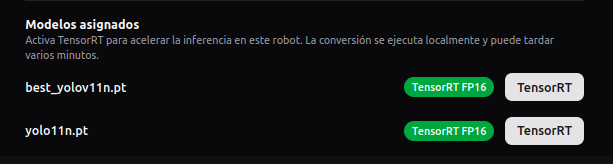 Modelos asignados
Activa TensorRT para acelerar la inferencia en este robot. La conversión se ejecuta localmente y puede tardar
varios minutos.
best_yolov11n.pt TensorRT FP16 TensorRT
yolo11n.pt TensorRT FP16 TensorRT